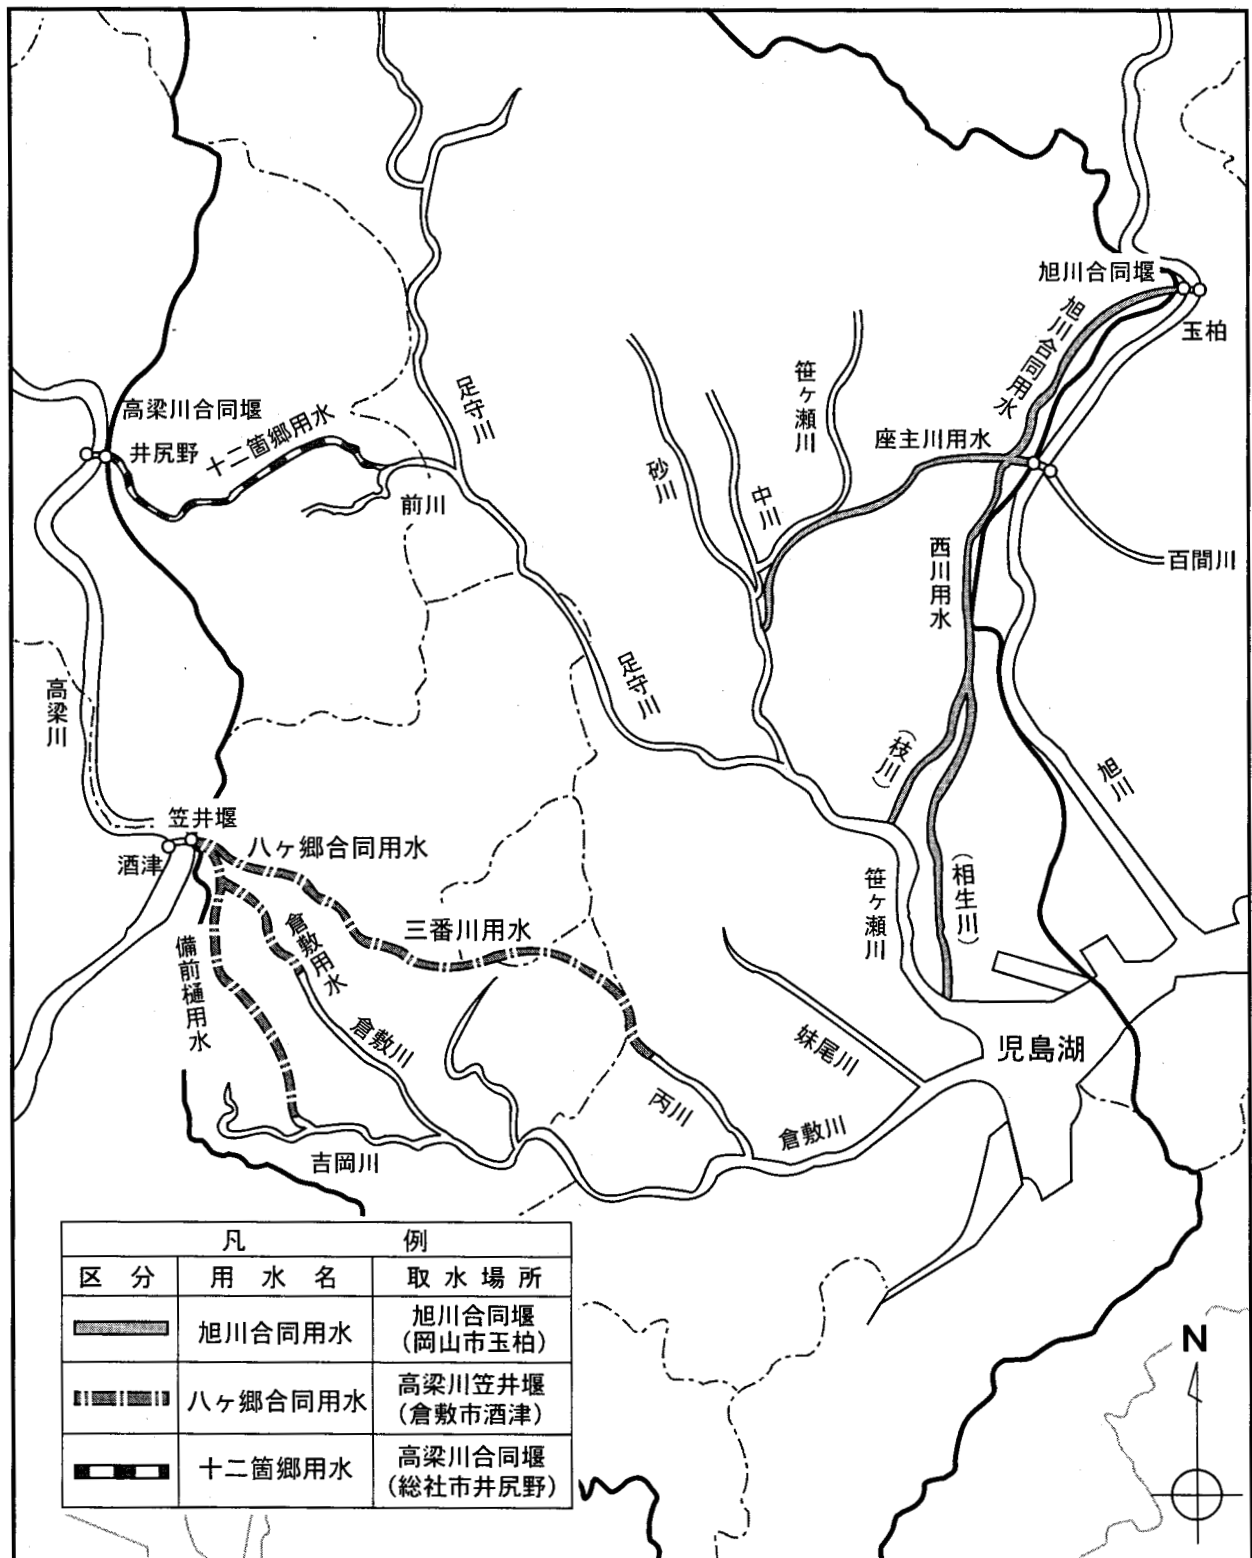 旭川合同堰
旭川合同用水
玉柏
笹ヶ瀬川
足守川
高梁川合同堰
井尻野
十二箇郷用水
座主川用水
砂川
中川
前川
西川用水
百間川
足守川
高梁川
(枝川)
旭川
笠井堰
酒津
八ヶ郷合同用水
(相生川)
笹ヶ瀬川
倉敷用水
三番川用水
備前樋用水
倉敷川
妹尾川
児島湖
丙川
倉敷川
吉岡川
凡 例
区 分 用 水 名 取 水 場 所
旭川合同用水 旭川合同堰
(岡山市玉柏)
八ヶ郷合同用水 高梁川笠井堰
(倉敷市酒津)
十二箇郷用水 高梁川合同堰
(総社市井尻野)
N